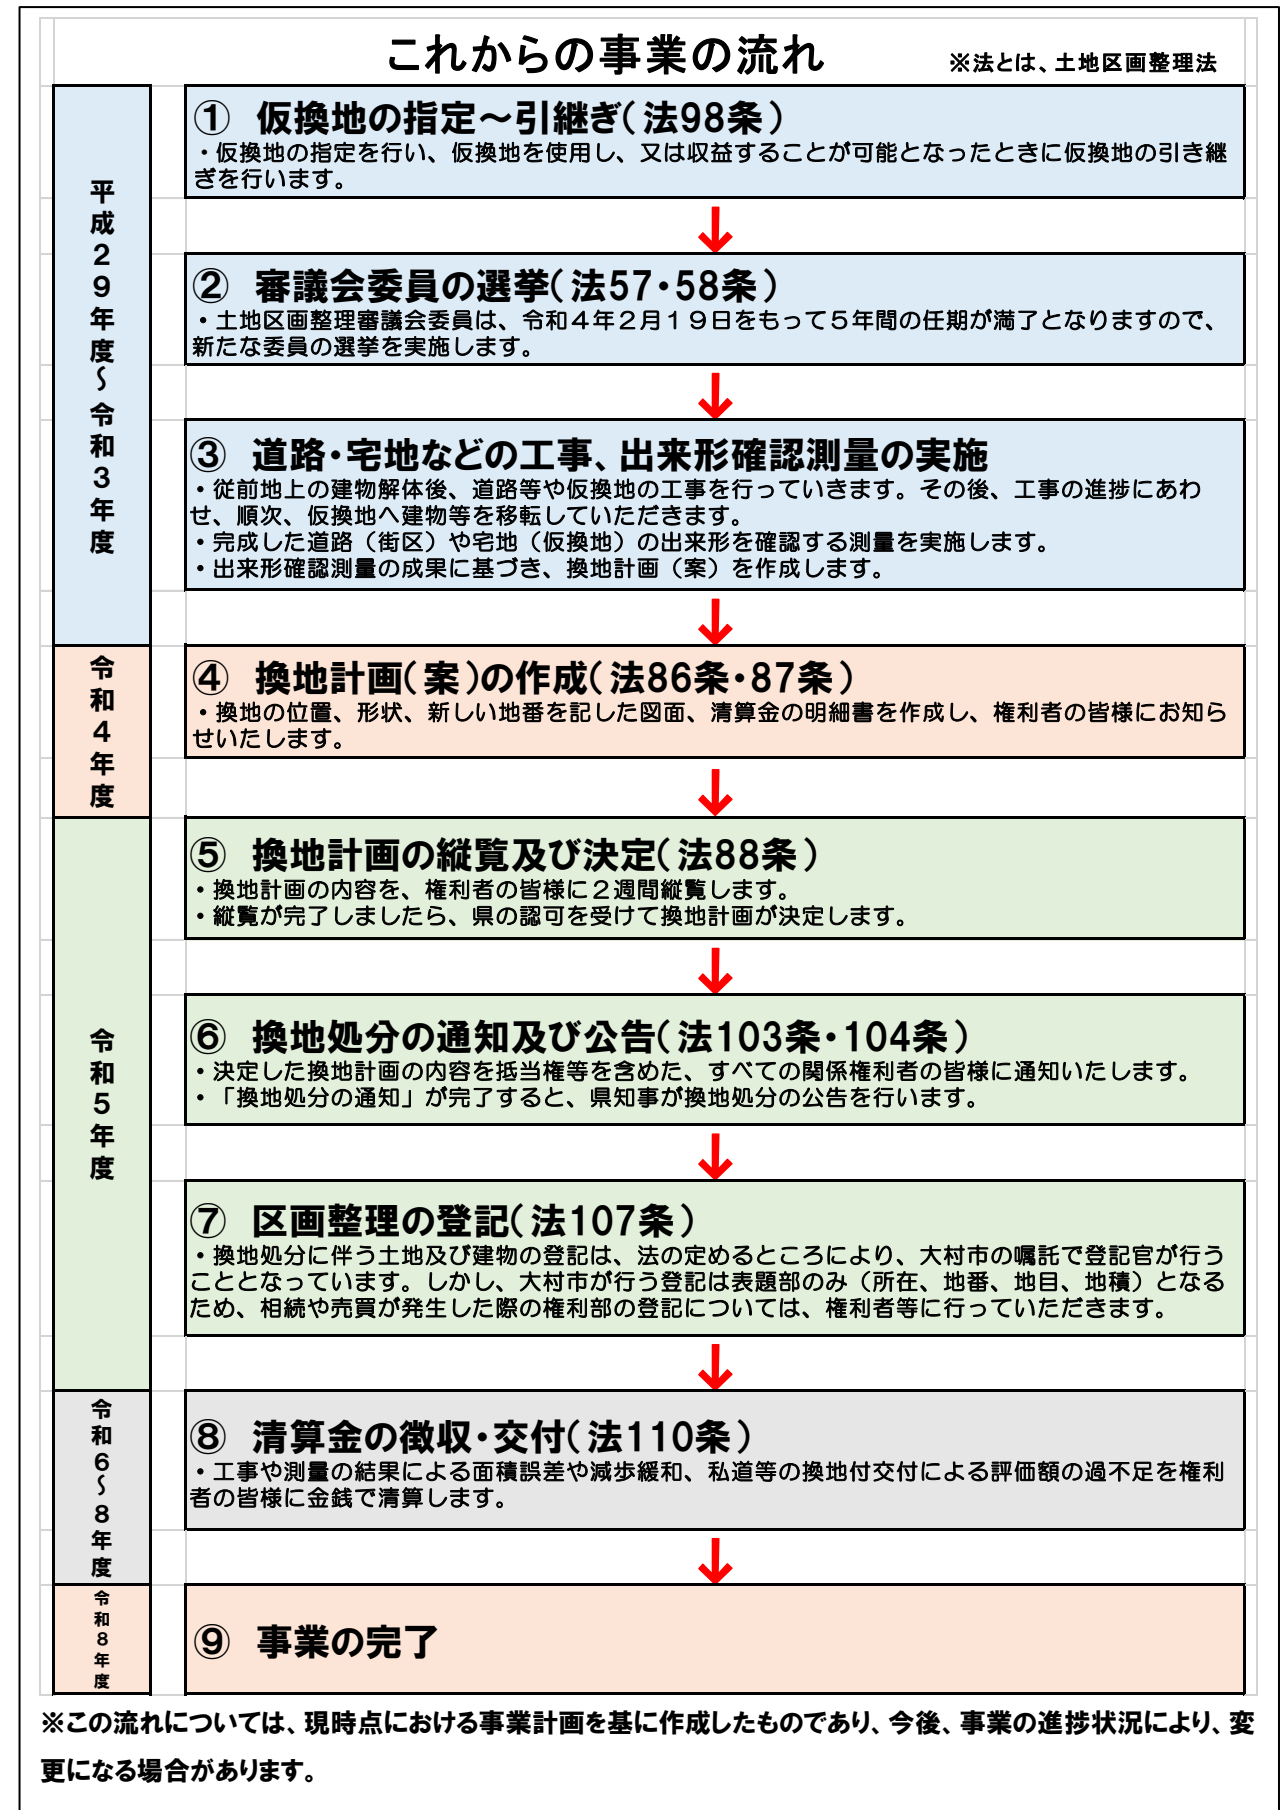 これからの事業の流れ
※法とは、土地区画整理法
平成29年度～令和3年度
① 仮換地の指定～引継ぎ(法98条)
・仮換地の指定を行い、仮換地を使用し、又は収益することが可能となったときに仮換地の引き継
ぎを行います。
② 審議会委員の選挙(法57・58条)
・土地区画整理審議会委員は、令和４年２月１９日をもって５年間の任期が満了となりますので、
新たな委員の選挙を実施します。
③ 道路・宅地などの工事、出来形確認測量の実施
・従前地上の建物解体後、道路等や仮換地の工事を行っていきます。その後、工事の進捗にあわ
せ、順次、仮換地へ建物等を移転していただきます。
・完成した道路（街区）や宅地（仮換地）の出来形を確認する測量を実施します。
・出来形確認測量の成果に基づき、換地計画（案）を作成します。
令和4年度
④ 換地計画(案)の作成(法86条・87条)
・換地の位置、形状、新しい地番を記した図面、清算金の明細書を作成し、権利者の皆様にお知ら
せいたします。
令和5年度
⑤ 換地計画の縦覧及び決定(法88条)
・換地計画の内容を、権利者の皆様に２週間縦覧します。
・縦覧が完了しましたら、県の認可を受けて換地計画が決定します。
⑥ 換地処分の通知及び公告(法103条・104条)
・決定した換地計画の内容を抵当権等を含めた、すべての関係権利者の皆様に通知いたします。
・「換地処分の通知」が完了すると、県知事が換地処分の公告を行います。
⑦ 区画整理の登記(法107条)
・換地処分に伴う土地及び建物の登記は、法の定めるところにより、大村市の嘱託で登記官が行う
こととなっています。しかし、大村市が行う登記は表題部のみ（所在、地番、地目、地積）となる
ため、相続や売買が発生した際の権利部の登記については、権利者等に行っていただきます。
令和6～8年度
⑧ 清算金の徴収・交付(法110条)
・工事や測量の結果による面積誤差や減歩緩和、私道等の換地付交付による評価額の過不足を権利
者の皆様に金銭で清算します。
令和8年度
⑨ 事業の完了
※この流れについては、現時点における事業計画を基に作成したものであり、今後、事業の進捗状況により、変
更になる場合があります。